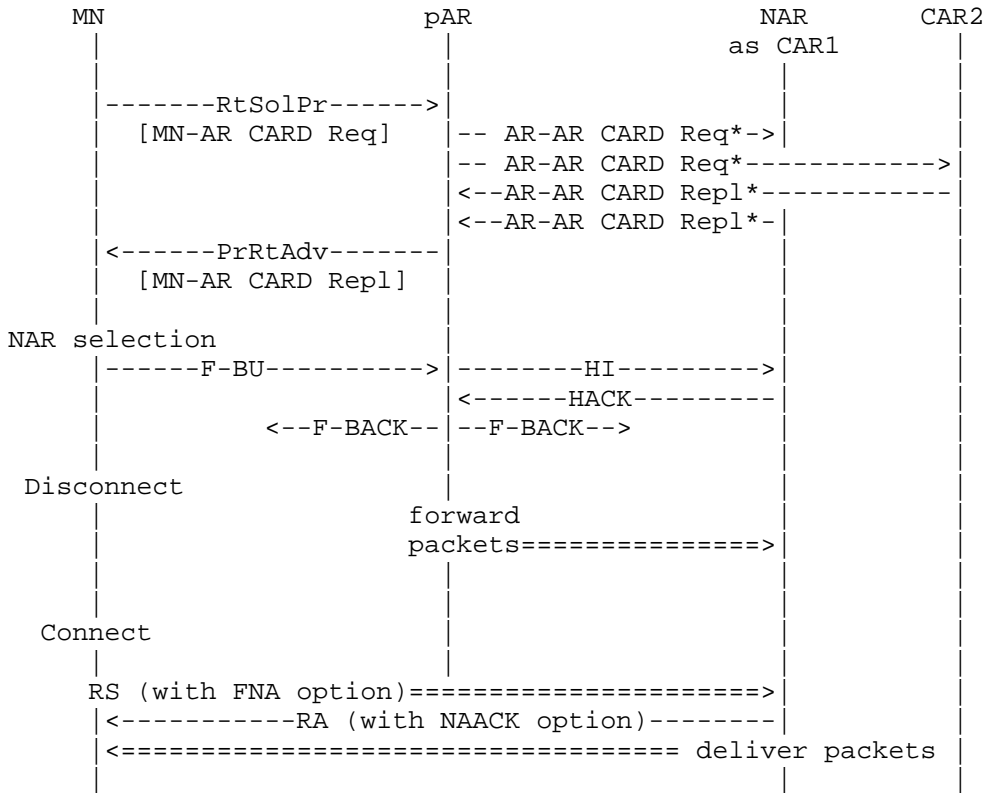 MN pAR NAR CAR2
as CAR1
|-------RtSolPr------>|
[MN-AR CARD Req] |-- AR-AR CARD Req*->|
|-- AR-AR CARD Req*------------>|
|<--AR-AR CARD Repl*------------|
|<--AR-AR CARD Repl*-|
|<------PrRtAdv-------|
[MN-AR CARD Repl]
NAR selection
|------F-BU---------->|--------HI--------->|
|<------HACK---------|
<--F-BACK--|--F-BACK-->
Disconnect
forward
packets===============>|
Connect
RS (with FNA option)======================>|
|<-----------RA (with NAACK option)--------|
|<=================================== deliver packets